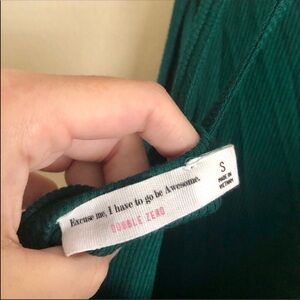 Excuse me, I have to go be Awesome.
DOUBLE ZERO
S
MADE IN
VIETNAM